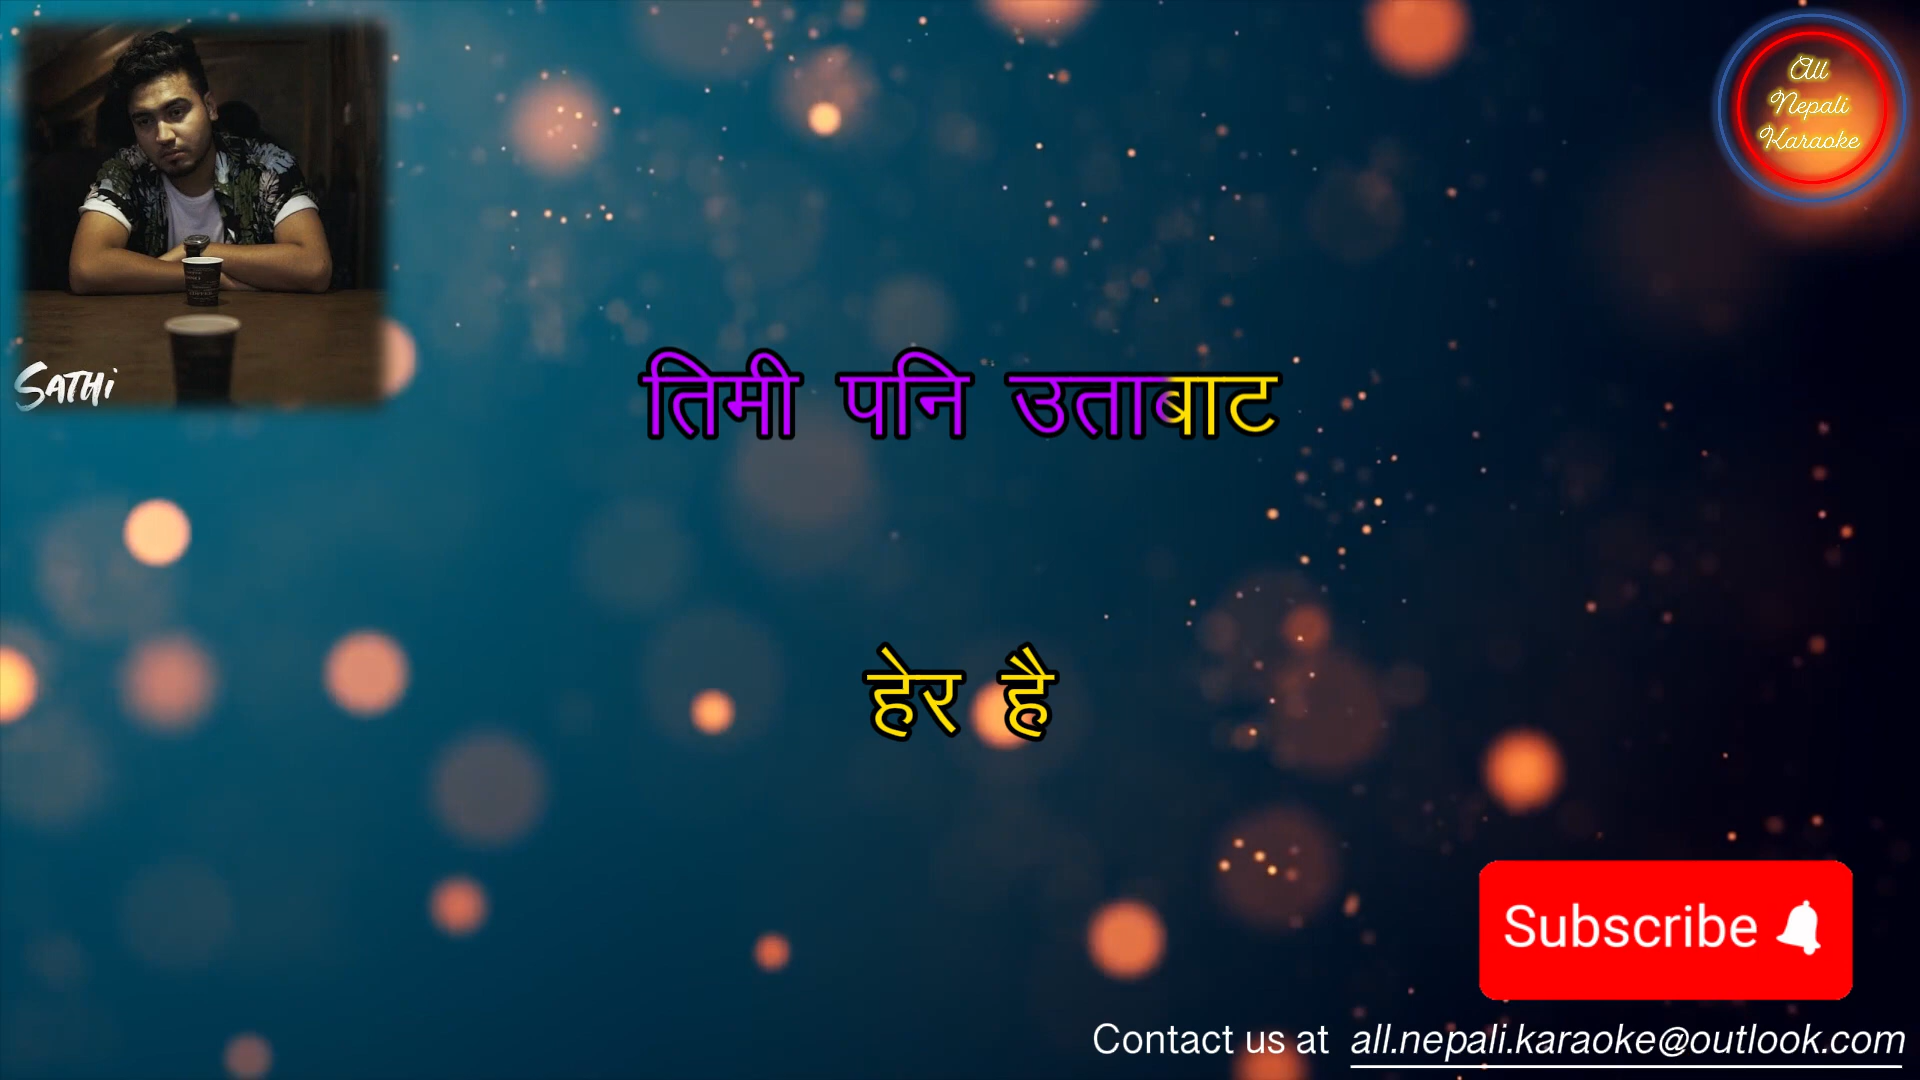 All
Nepali
Karaoke
SATHi
तिमी पनि उताबाट
हेर है
Subscribe
Contact us at all.nepali.karaoke@outlook.com